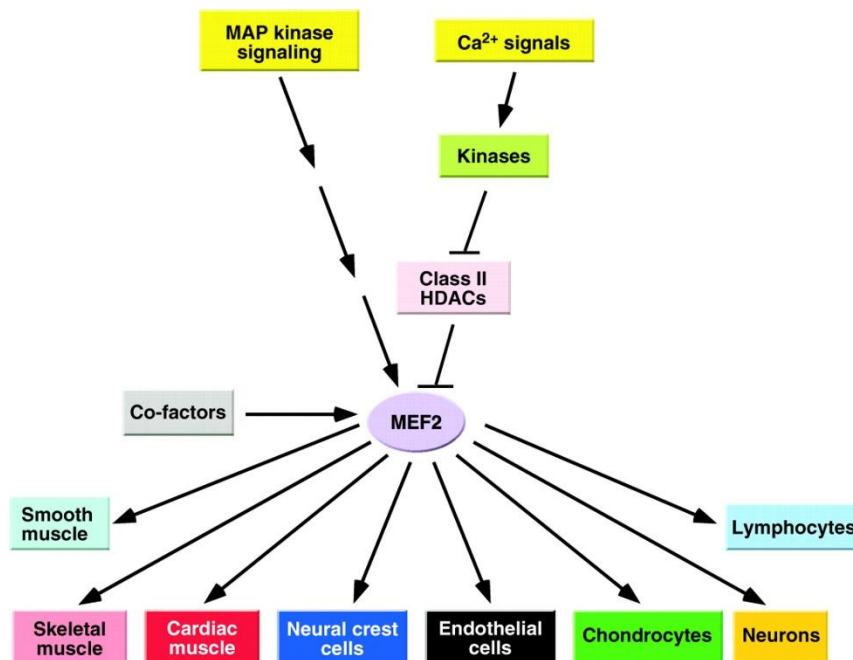 MAP kinase
signaling
Ca²⁺ signals
Kinases
Class II
HDACs
Co-factors
MEF2
Smooth
muscle
Lymphocytes
Skeletal
muscle
Cardiac
muscle
Neural crest
cells
Endothelial
cells
Chondrocytes
Neurons